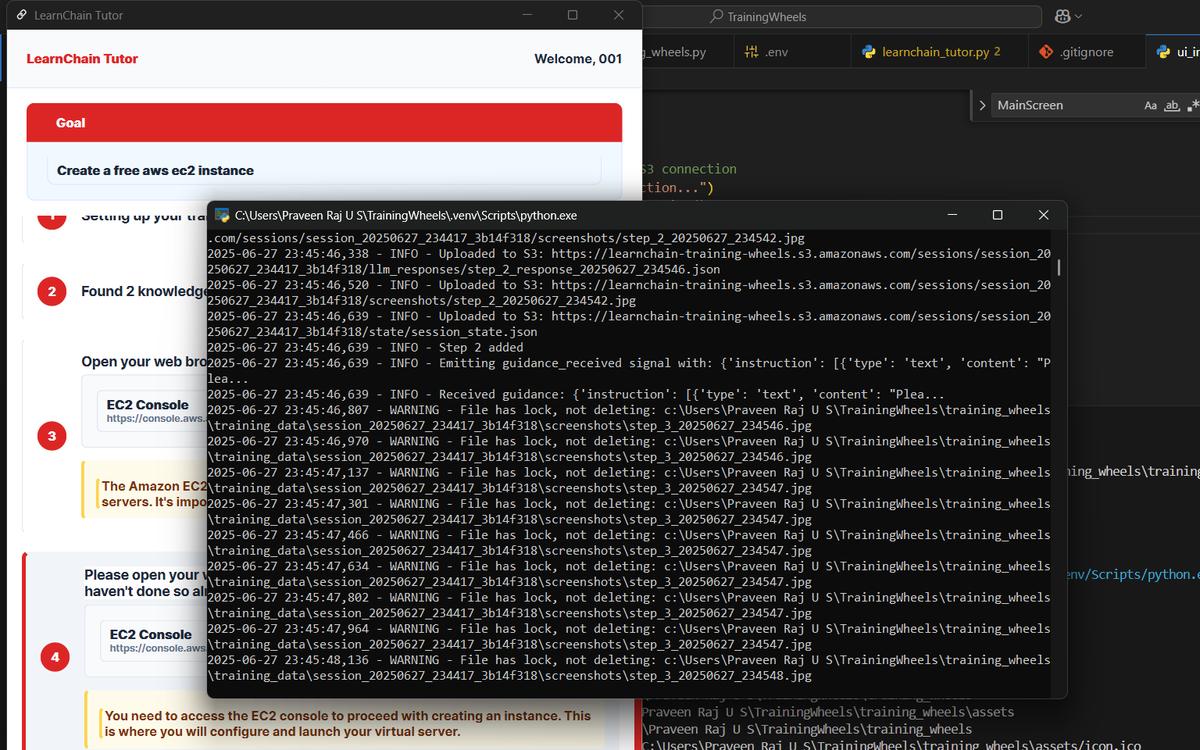 LearnChain Tutor
TrainingWheels
LearnChain Tutor
Welcome, 001
g_wheels.py
.env
learnchain_tutor.py 2
.gitignore
MainScreen
Aa ab
Goal
Create a free aws ec2 instance
S3 connection
ction...")
Setting up your
2
Found 2 knowledge
Open your web bro
EC2 Console
https://console.aws.
3
The Amazon EC2
servers. It's impo
Please open your
haven't done so
EC2 Console
https://console.aws
4
You need to access the EC2 console to proceed with creating an instance. This
is where you will configure and launch your virtual server.
C:\Users\Praveen Raj U S\TrainingWheels\.venv\Scripts\python.exe
.com/sessions/session_20250627_234417_3b14f318/screenshots/step_2_20250627_234542.jpg
2025-06-27 23:45:46,338 - INFO - Uploaded to S3: https://learnchain-training-wheels.s3.amazonaws.com/sessions/session_20
250627_234417_3b14f318/llm_responses/step_2_response_20250627_234546.json
2025-06-27 23:45:46,520 - INFO - Uploaded to S3: https://learnchain-training-wheels.s3.amazonaws.com/sessions/session_20
250627_234417_3b14f318/screenshots/step_2_20250627_234542.jpg
2025-06-27 23:45:46,639 - INFO - Uploaded to S3: https://learnchain-training-wheels.s3.amazonaws.com/sessions/session_20
250627_234417_3b14f318/state/session_state.json
2025-06-27 23:45:46,639 - INFO - Step 2 added
2025-06-27 23:45:46,639 - INFO - Emitting guidance_received signal with: {'instruction': [{'type': 'text', 'content': "P
lea...
2025-06-27 23:45:46,639 - INFO - Received guidance: {'instruction': [{'type': 'text', 'content': "Plea...
2025-06-27 23:45:46,807 - WARNING - File has lock, not deleting: c:\Users\Praveen Raj U S\TrainingWheels\training_wheels
\training_data\session_20250627_234417_3b14f318\screenshots\step_3_20250627_234546.jpg
2025-06-27 23:45:46,970 - WARNING - File has lock, not deleting: c:\Users\Praveen Raj U S\TrainingWheels\training_wheels
\training_data\session_20250627_234417_3b14f318\screenshots\step_3_20250627_234546.jpg
2025-06-27 23:45:47,137 - WARNING - File has lock, not deleting: c:\Users\Praveen Raj U S\TrainingWheels\training_wheels
\training_data\session_20250627_234417_3b14f318\screenshots\step_3_20250627_234547.jpg
2025-06-27 23:45:47,301 - WARNING - File has lock, not deleting: c:\Users\Praveen Raj U S\TrainingWheels\training_wheels
\training_data\session_20250627_234417_3b14f318\screenshots\step_3_20250627_234547.jpg
2025-06-27 23:45:47,466 - WARNING - File has lock, not deleting: c:\Users\Praveen Raj U S\TrainingWheels\training_wheels
\training_data\session_20250627_234417_3b14f318\screenshots\step_3_20250627_234547.jpg
2025-06-27 23:45:47,634 - WARNING - File has lock, not deleting: c:\Users\Praveen Raj U S\TrainingWheels\training_wheels
\training_data\session_20250627_234417_3b14f318\screenshots\step_3_20250627_234547.jpg
2025-06-27 23:45:47,802 - WARNING - File has lock, not deleting: c:\Users\Praveen Raj U S\TrainingWheels\training_wheels
\training_data\session_20250627_234417_3b14f318\screenshots\step_3_20250627_234547.jpg
2025-06-27 23:45:47,964 - WARNING - File has lock, not deleting: c:\Users\Praveen Raj U S\TrainingWheels\training_wheels
\training_data\session_20250627_234417_3b14f318\screenshots\step_3_20250627_234547.jpg
2025-06-27 23:45:48,136 - WARNING - File has lock, not deleting: c:\Users\Praveen Raj U S\TrainingWheels\training_wheels
\training_data\session_20250627_234417_3b14f318\screenshots\step_3_20250627_234548.jpg
ning_wheels\training
env/Scripts/python.e
Praveen Raj U S\TrainingWheels\training_wheels\assets
\Praveen Raj U S\TrainingWheels\training_wheels
C:\Users\Praveen Raj U S\TrainingWheels\training_wheels\assets/icon.ico